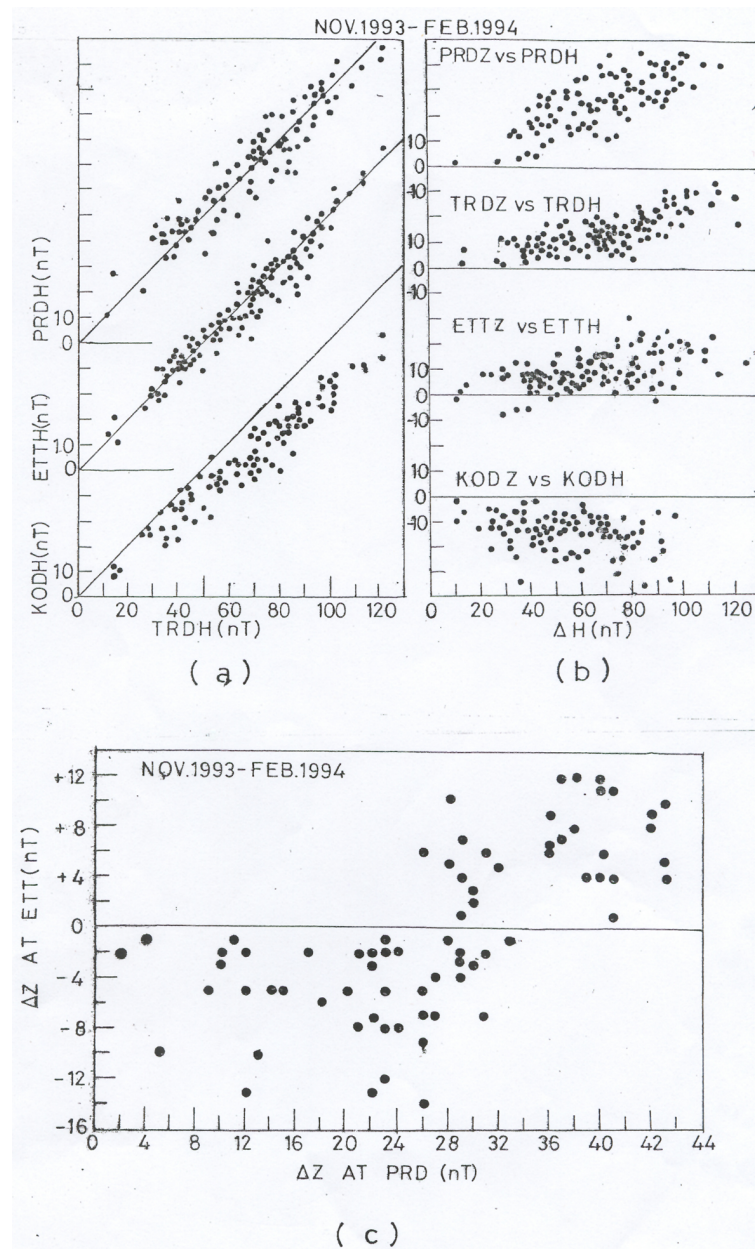 NOV.1993-FEB.1994
PRDH(nT)
10
0
ETTH(nT)
10
0
KODH(nT)
10
0
0 20 40 60 80 100 120
TRDH(nT)
(a)
PRDZ vs PRDH
10
0
-10
TRDZ vs TRDH
10
0
-10
ETTZ vs ETTH
10
0
-10
KODZ vs KODH
10
0
-10
0 20 40 60 80 100 120
ΔH(nT)
(b)
NOV.1993-FEB.1994
ΔZ AT ETT(nT)
+12
+8
+4
0
-4
-8
-12
-16
0 4 8 12 16 20 24 28 32 36 40 42 44
ΔZ AT PRD (nT)
(c)